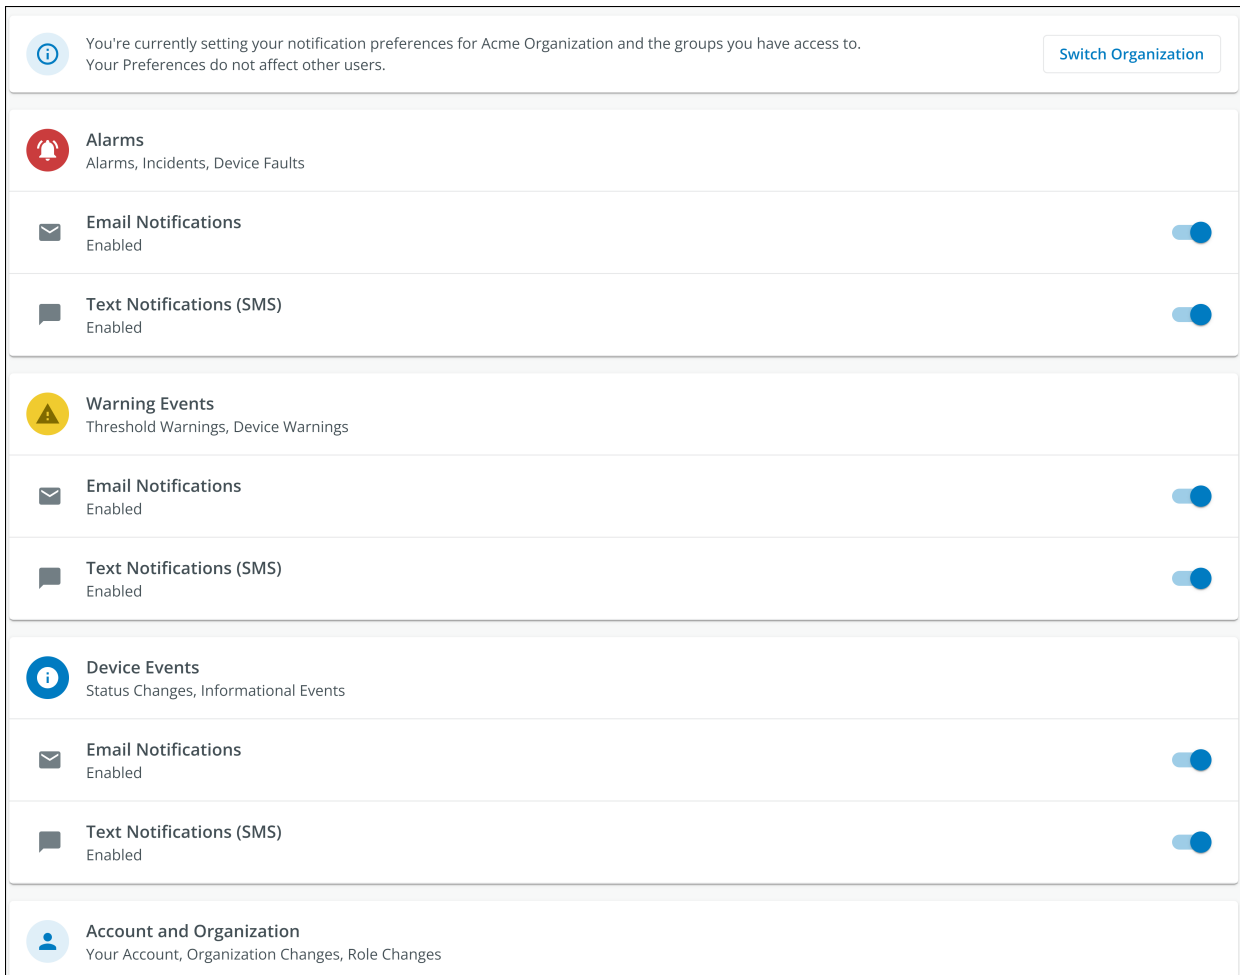 You're currently setting your notification preferences for Acme Organization and the groups you have access to.
Your Preferences do not affect other users.
Switch Organization
Alarms
Alarms, Incidents, Device Faults
Email Notifications
Enabled
Text Notifications (SMS)
Enabled
Warning Events
Threshold Warnings, Device Warnings
Email Notifications
Enabled
Text Notifications (SMS)
Enabled
Device Events
Status Changes, Informational Events
Email Notifications
Enabled
Text Notifications (SMS)
Enabled
Account and Organization
Your Account, Organization Changes, Role Changes